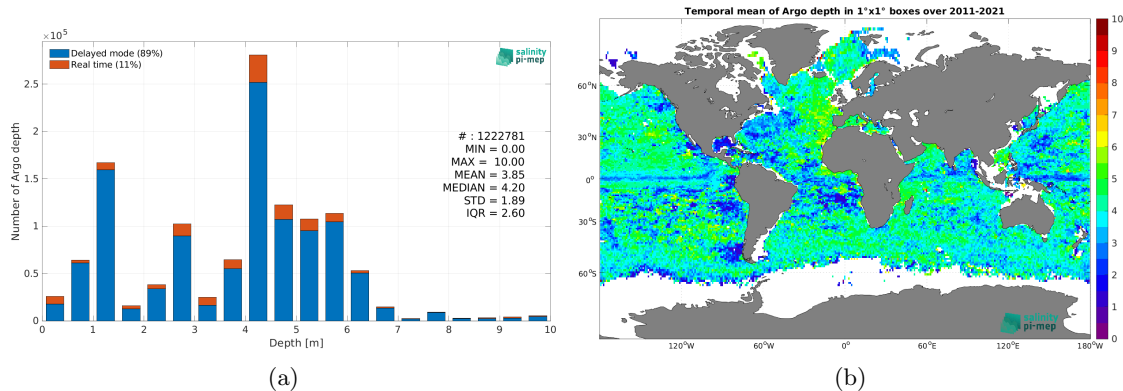 ×10⁵
Delayed mode (89%)
Real time (11%)
salinity
pi-mep
# : 1222781
MIN = 0.00
MAX = 10.00
MEAN = 3.85
MEDIAN = 4.20
STD = 1.89
IQR = 2.60
Number of Argo depth
2.5
2
1.5
1
0.5
0
0 1 2 3 4 5 6 7 8 9 10
Depth [m]
(a)
Temporal mean of Argo depth in 1°x1° boxes over 2011-2021
60°N
30°N
0°
30°S
60°S
120°W 60°W 0°E 60°E 120°E 180°W
salinity
pi-mep
10
9
8
7
6
5
4
3
2
1
0
(b)